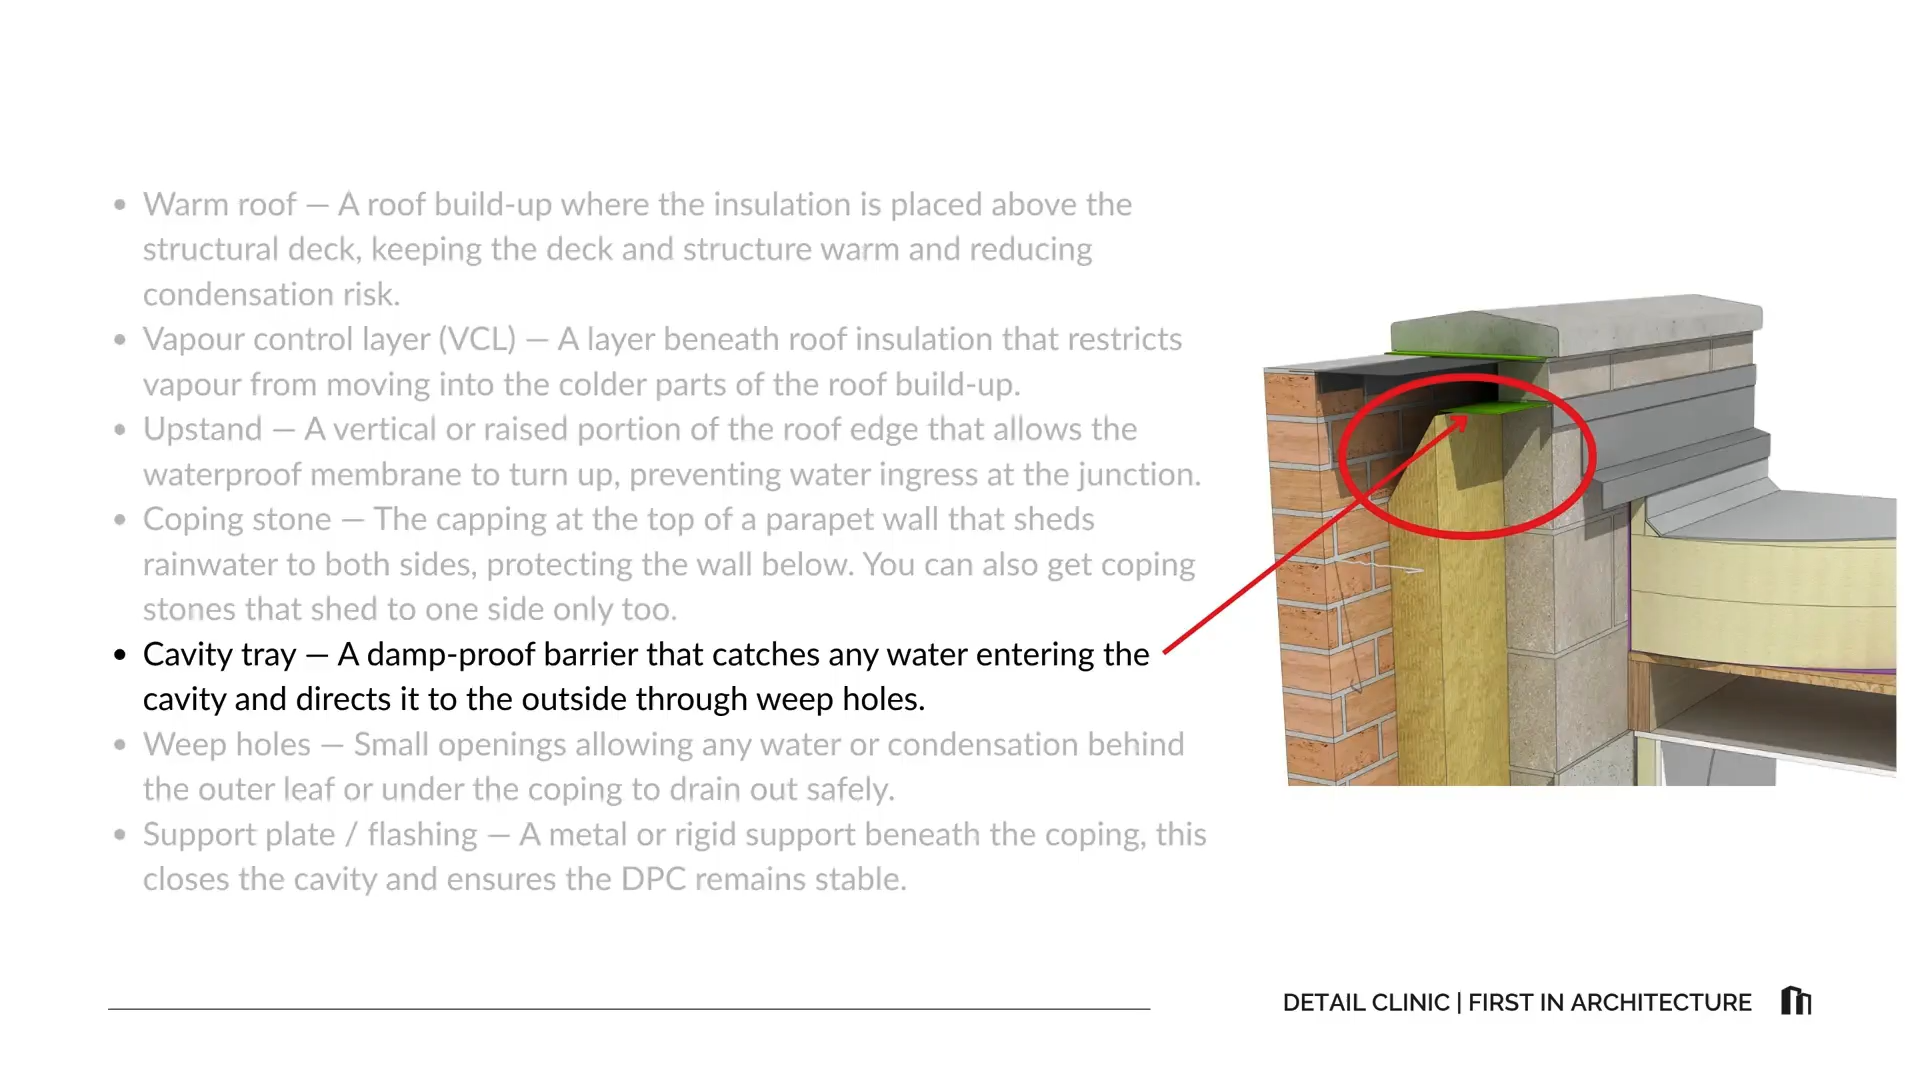 • Warm roof — A roof build-up where the insulation is placed above the
structural deck, keeping the deck and structure warm and reducing
condensation risk.
• Vapour control layer (VCL) — A layer beneath roof insulation that restricts
vapour from moving into the colder parts of the roof build-up.
• Upstand — A vertical or raised portion of the roof edge that allows the
waterproof membrane to turn up, preventing water ingress at the junction.
• Coping stone — The capping at the top of a parapet wall that sheds
rainwater to both sides, protecting the wall below. You can also get coping
stones that shed to one side only too.
• Cavity tray — A damp-proof barrier that catches any water entering the
cavity and directs it to the outside through weep holes.
• Weep holes — Small openings allowing any water or condensation behind
the outer leaf or under the coping to drain out safely.
• Support plate / flashing — A metal or rigid support beneath the coping, this
closes the cavity and ensures the DPC remains stable.
DETAIL CLINIC | FIRST IN ARCHITECTURE